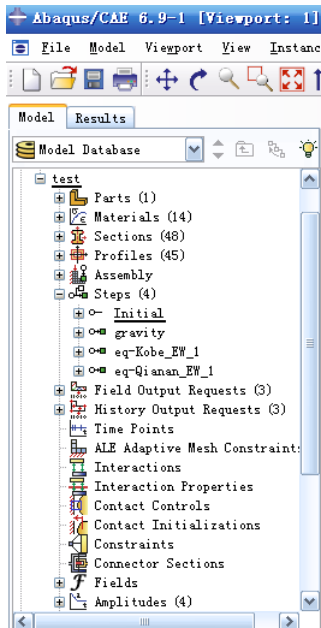 Abaqus/CAE 6.9-1 [Viewport: 1]
File Model Viewport View Instanc
Model Results
Model Database
test
Parts (1)
Materials (14)
Sections (48)
Profiles (45)
Assembly
Steps (4)
Initial
gravity
eq-Kobe_EW_1
eq-Qianan_EW_1
Field Output Requests (3)
History Output Requests (3)
Time Points
ALE Adaptive Mesh Constraint:
Interactions
Interaction Properties
Contact Controls
Contact Initializations
Constraints
Connector Sections
Fields
Amplitudes (4)